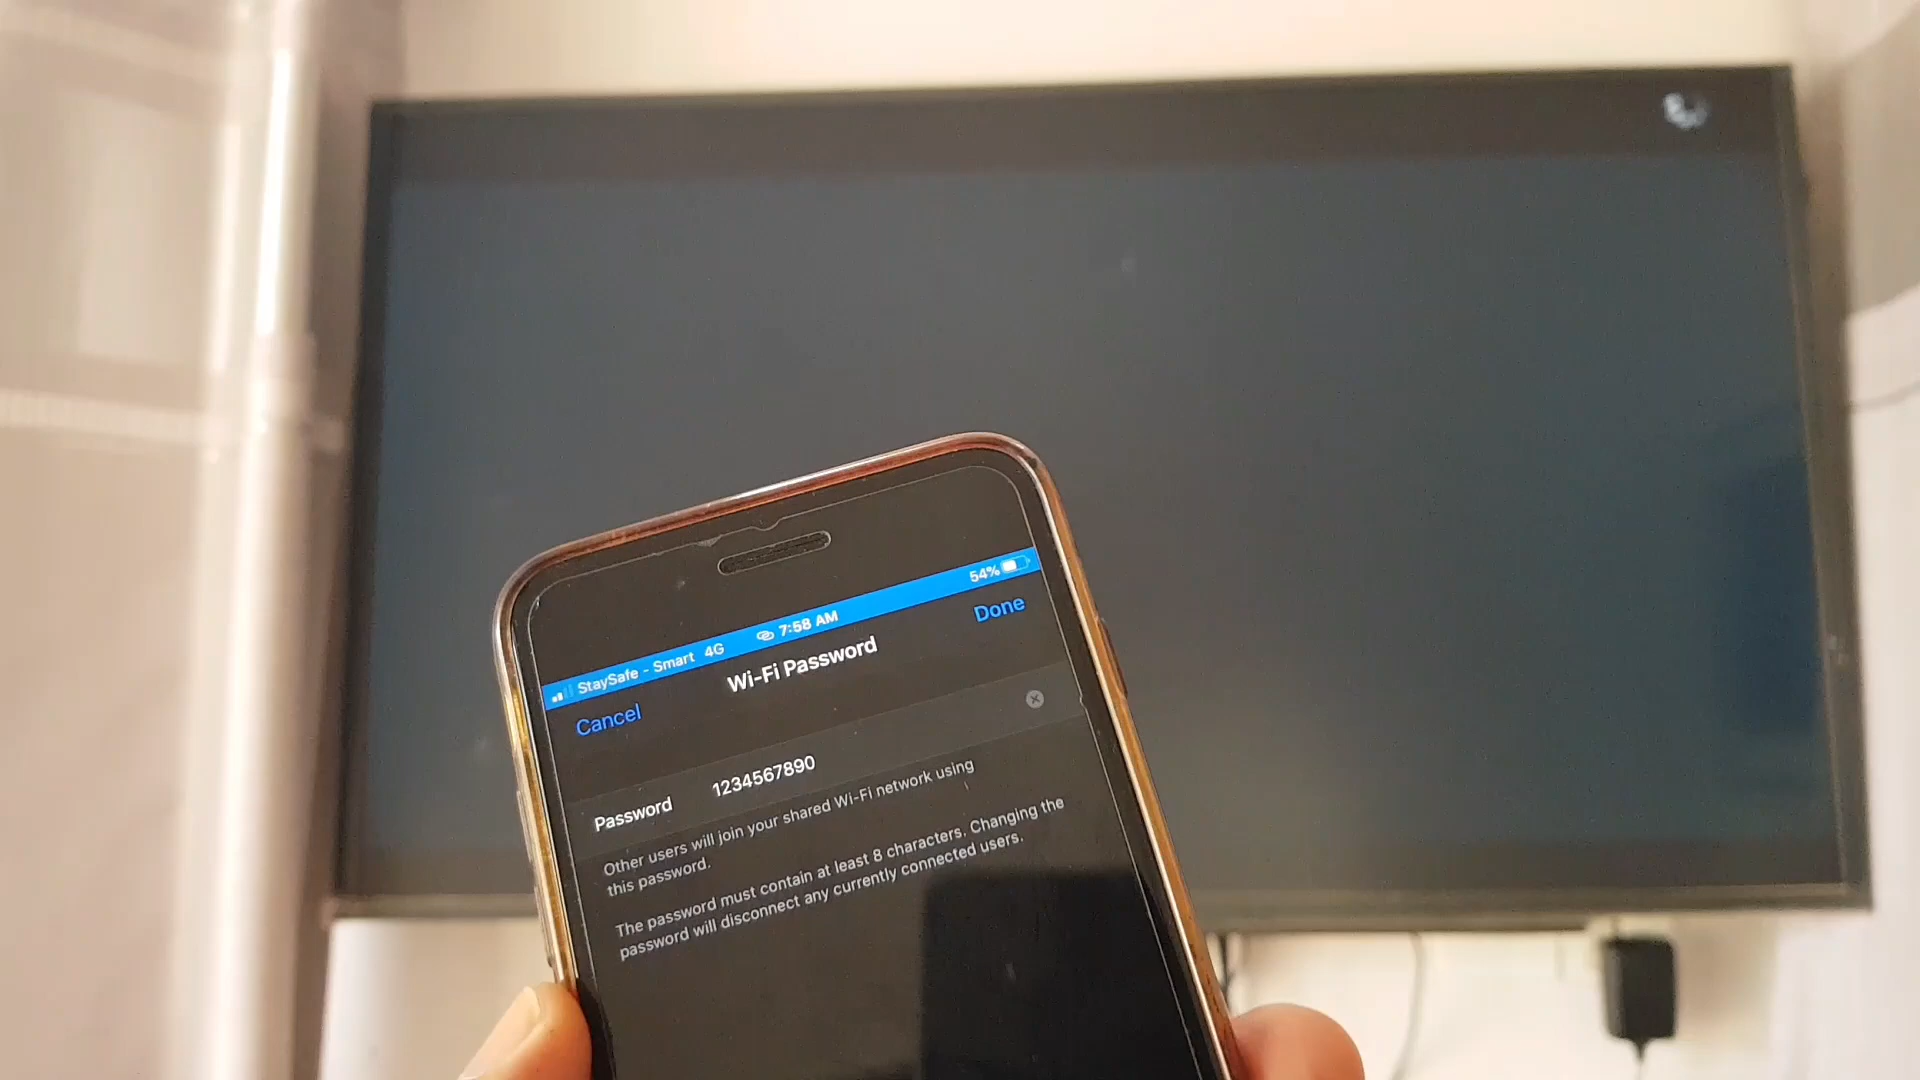 StaySafe - Smart 4G 7:58 AM 54%
Cancel Wi-Fi Password Done
Password 1234567890
Other users will join your shared Wi-Fi network using
this password.
The password must contain at least 8 characters. Changing the
password will disconnect any currently connected users.